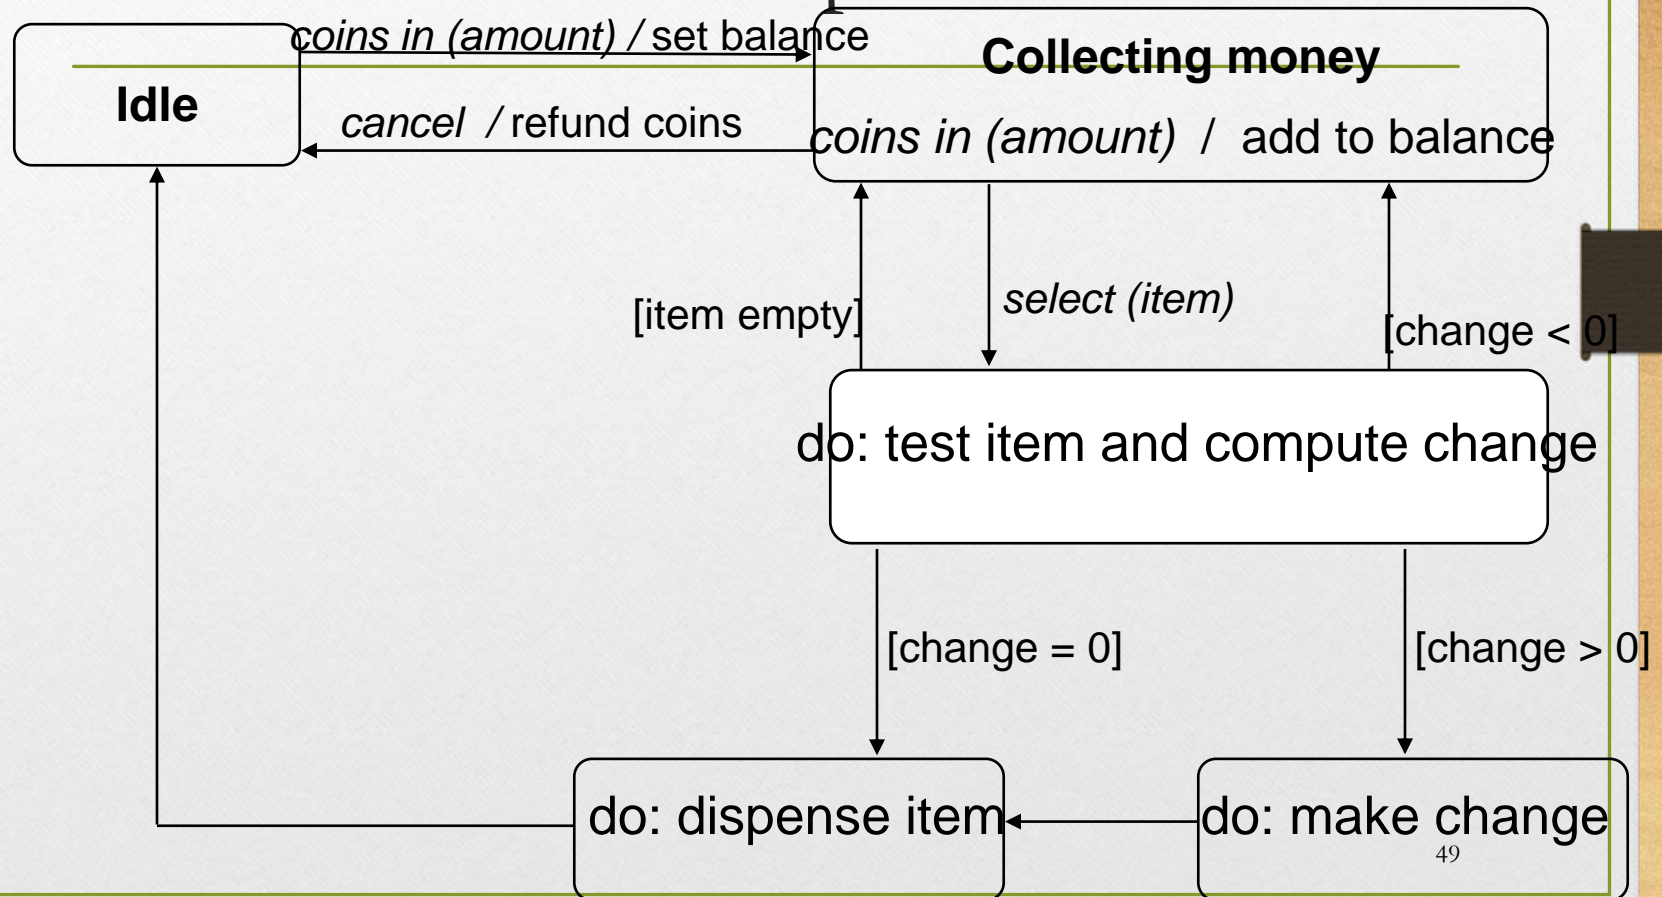 coins in (amount) / set balance
Collecting money
Idle
cancel / refund coins
coins in (amount) / add to balance
[item empty]
select (item)
[change < 0]
do: test item and compute change
[change = 0]
[change > 0]
do: dispense item
do: make change
49